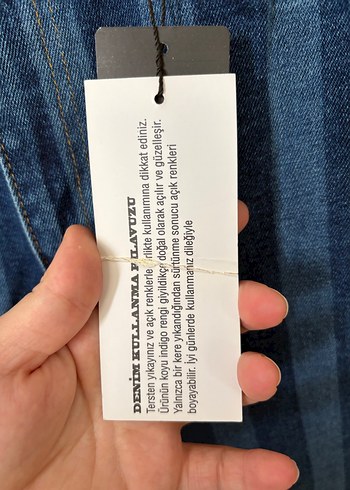 DENİM KULLANMA KILAVUZU
Tersten yıkayınız ve açık renklerle birlikte kullanımına dikkat ediniz.
Ürünün koyu indigo rengi giyildikçe doğal olarak açılır ve güzelleşir.
Yalnızca bir kere yıkandığından sürtünme sonucu açık renkleri
boyayabilir. İyi günlerde kullanmanız dileğiyle